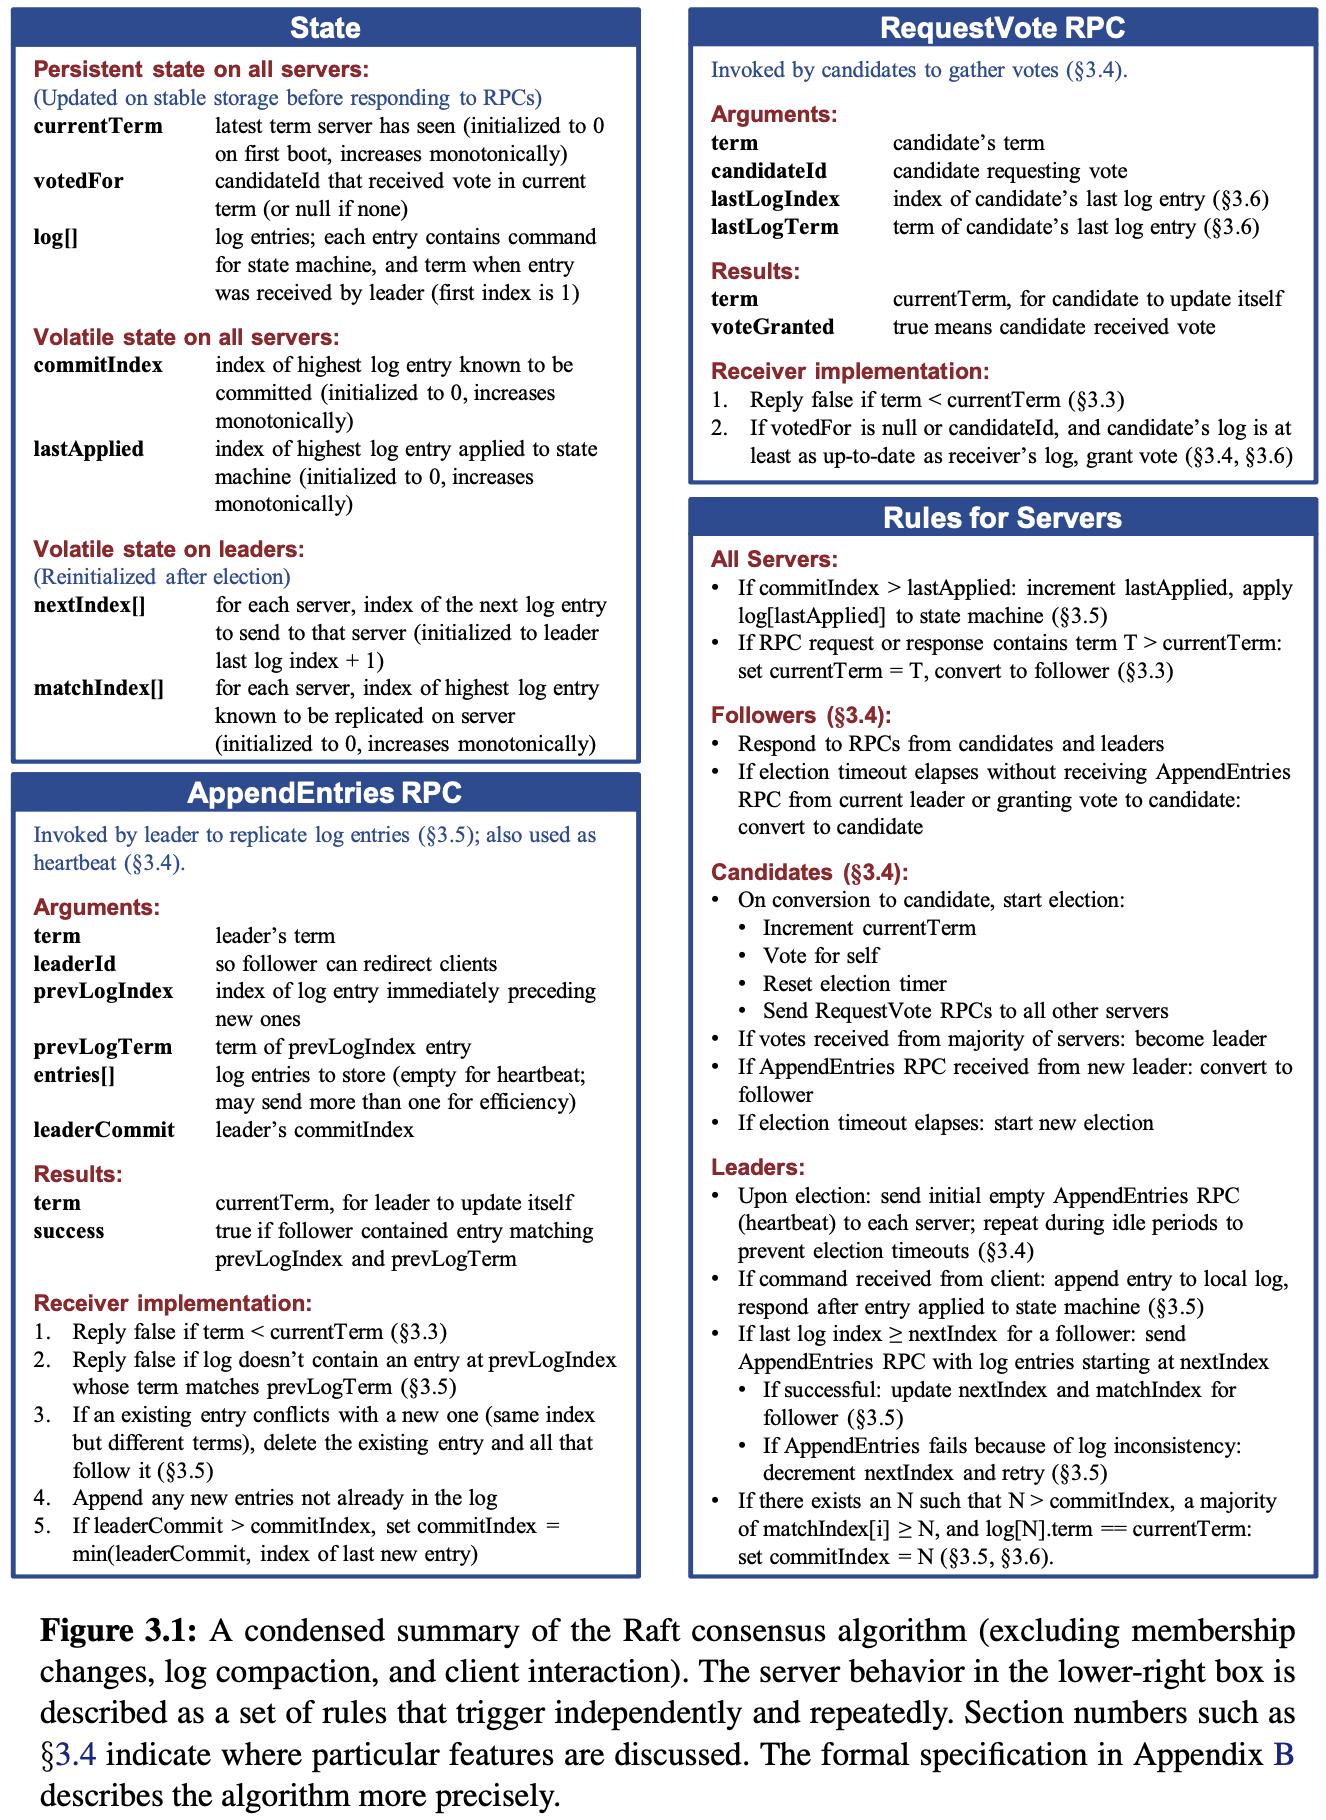 State
Persistent state on all servers:
(Updated on stable storage before responding to RPCs)
currentTerm latest term server has seen (initialized to 0
on first boot, increases monotonically)
votedFor candidateId that received vote in current
term (or null if none)
log[] log entries; each entry contains command
for state machine, and term when entry
was received by leader (first index is 1)
Volatile state on all servers:
commitIndex index of highest log entry known to be
committed (initialized to 0, increases
monotonically)
lastApplied index of highest log entry applied to state
machine (initialized to 0, increases
monotonically)
Volatile state on leaders:
(Reinitialized after election)
nextIndex[] for each server, index of the next log entry
to send to that server (initialized to leader
last log index + 1)
matchIndex[] for each server, index of highest log entry
known to be replicated on server
(initialized to 0, increases monotonically)
AppendEntries RPC
Invoked by leader to replicate log entries (§3.5); also used as
heartbeat (§3.4).
Arguments:
term leader’s term
leaderId so follower can redirect clients
prevLogIndex index of log entry immediately preceding
new ones
prevLogTerm term of prevLogIndex entry
entries[] log entries to store (empty for heartbeat;
may send more than one for efficiency)
leaderCommit leader’s commitIndex
Results:
term currentTerm, for leader to update itself
success true if follower contained entry matching
prevLogIndex and prevLogTerm
Receiver implementation:
1. Reply false if term < currentTerm (§3.3)
2. Reply false if log doesn’t contain an entry at prevLogIndex
whose term matches prevLogTerm (§3.5)
3. If an existing entry conflicts with a new one (same index
but different terms), delete the existing entry and all that
follow it (§3.5)
4. Append any new entries not already in the log
5. If leaderCommit > commitIndex, set commitIndex =
min(leaderCommit, index of last new entry)
RequestVote RPC
Invoked by candidates to gather votes (§3.4).
Arguments:
term candidate’s term
candidateId candidate requesting vote
lastLogIndex index of candidate’s last log entry (§3.6)
lastLogTerm term of candidate’s last log entry (§3.6)
Results:
term currentTerm, for candidate to update itself
voteGranted true means candidate received vote
Receiver implementation:
1. Reply false if term < currentTerm (§3.3)
2. If votedFor is null or candidateId, and candidate’s log is at
least as up-to-date as receiver’s log, grant vote (§3.4, §3.6)
Rules for Servers
All Servers:
• If commitIndex > lastApplied: increment lastApplied, apply
log[lastApplied] to state machine (§3.5)
• If RPC request or response contains term T > currentTerm:
set currentTerm = T, convert to follower (§3.3)
Followers (§3.4):
• Respond to RPCs from candidates and leaders
• If election timeout elapses without receiving AppendEntries
RPC from current leader or granting vote to candidate:
convert to candidate
Candidates (§3.4):
• On conversion to candidate, start election:
• Increment currentTerm
• Vote for self
• Reset election timer
• Send RequestVote RPCs to all other servers
• If votes received from majority of servers: become leader
• If AppendEntries RPC received from new leader: convert to
follower
• If election timeout elapses: start new election
Leaders:
• Upon election: send initial empty AppendEntries RPC
(heartbeat) to each server; repeat during idle periods to
prevent election timeouts (§3.4)
• If command received from client: append entry to local log,
respond after entry applied to state machine (§3.5)
• If last log index ≥ nextIndex for a follower: send
AppendEntries RPC with log entries starting at nextIndex
• If successful: update nextIndex and matchIndex for
follower (§3.5)
• If AppendEntries fails because of log inconsistency:
decrement nextIndex and retry (§3.5)
• If there exists an N such that N > commitIndex, a majority
of matchIndex[i] ≥ N, and log[N].term == currentTerm:
set commitIndex = N (§3.5, §3.6).
Figure 3.1: A condensed summary of the Raft consensus algorithm (excluding membership
changes, log compaction, and client interaction). The server behavior in the lower-right box is
described as a set of rules that trigger independently and repeatedly. Section numbers such as
§3.4 indicate where particular features are discussed. The formal specification in Appendix B
describes the algorithm more precisely.